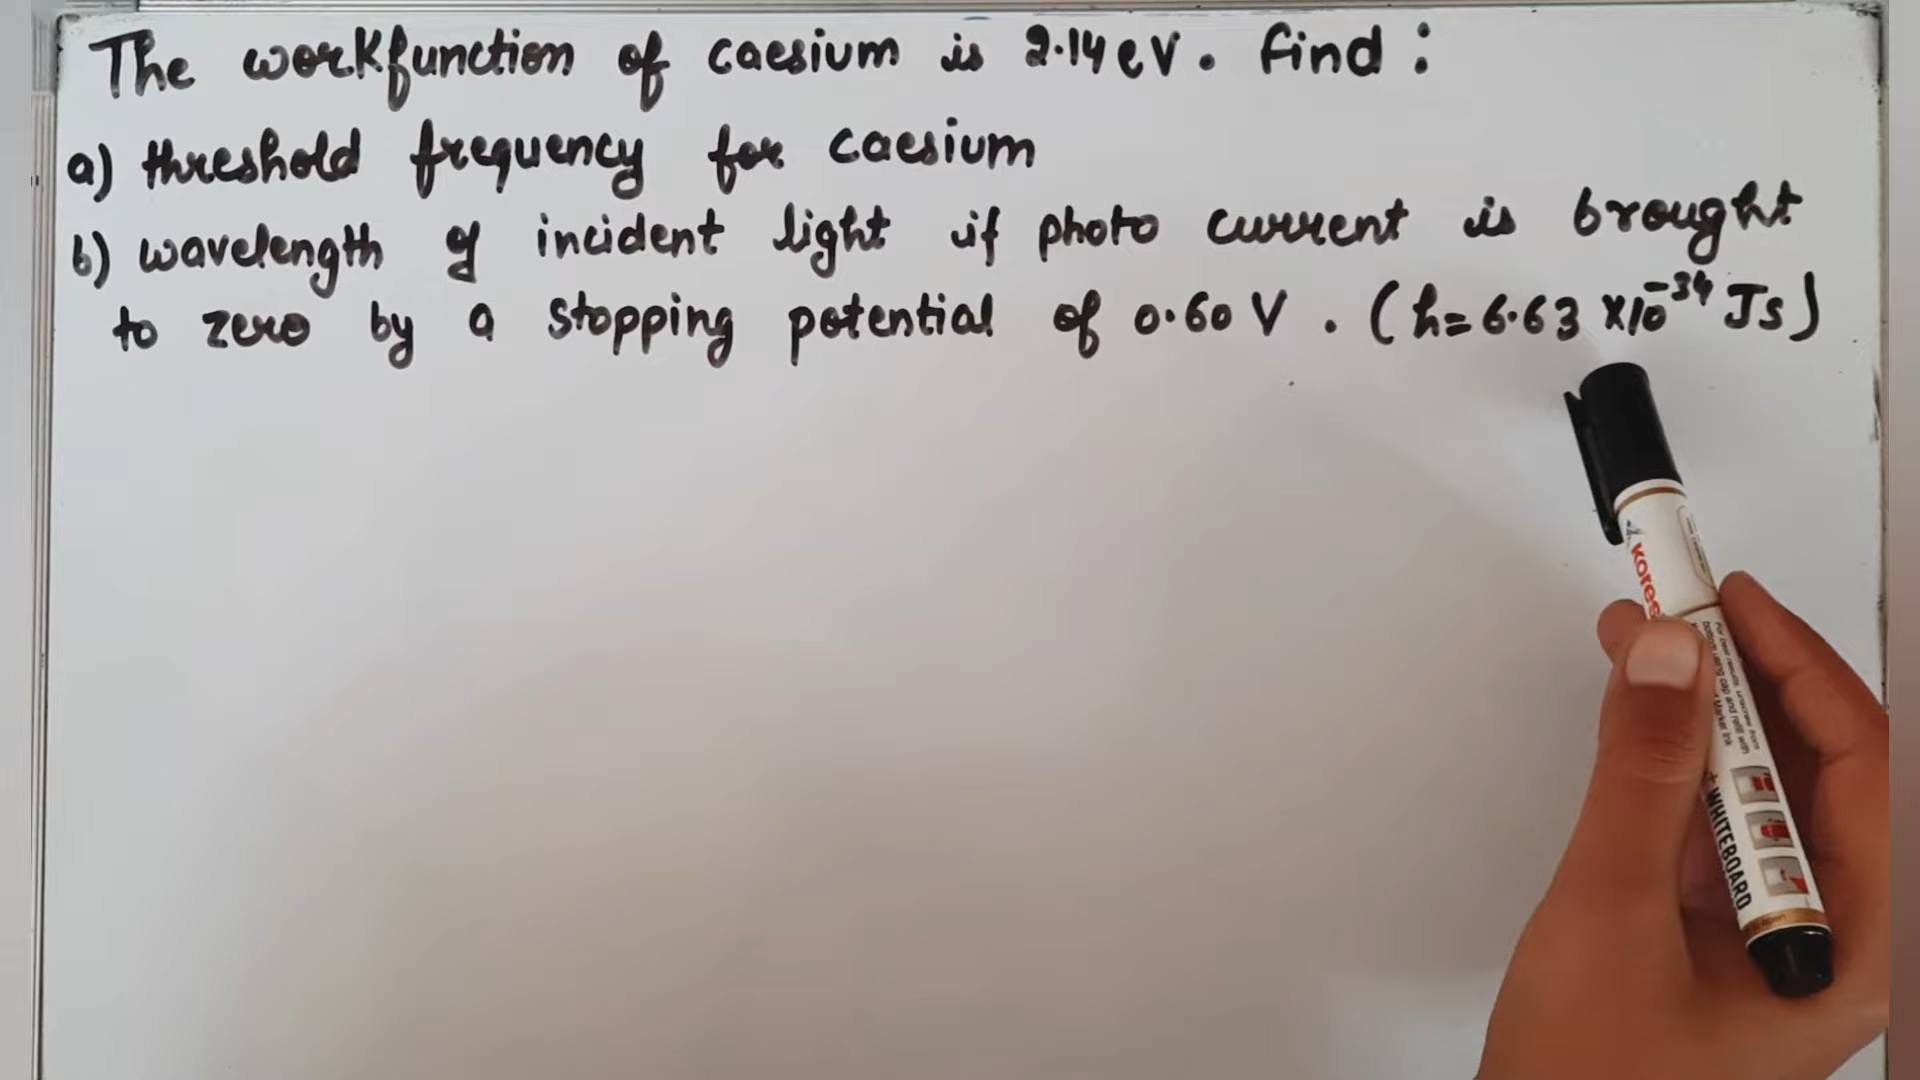 The workfunction of caesium is 2.14 eV. Find :
a) threshold frequency for caesium
b) wavelength of incident light if photo current is brought
to zero by a stopping potential of 0.60 V . (h=6.63 ×10⁻³⁴ Js)
kores
WHITEBOARD